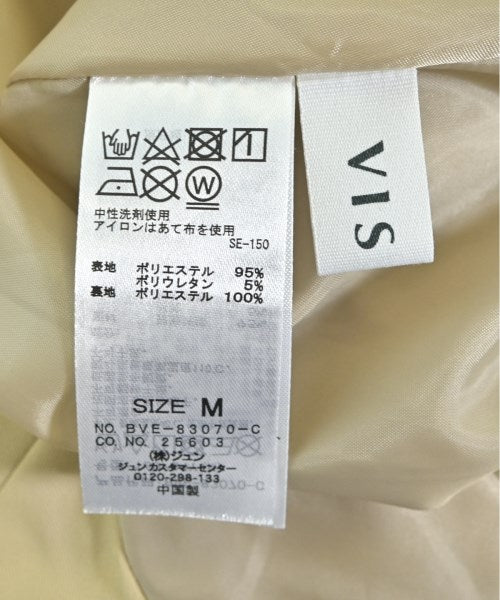 VIS
中性洗剤使用
アイロンはあて布を使用
SE-150
表地 ポリエステル 95%
ポリウレタン 5%
裏地 ポリエステル 100%
SIZE M
NO. BVE-83070-C
CO. NO. 25603
(株)ジュン
ジュンカスタマーセンター
0120-298-133
中国製